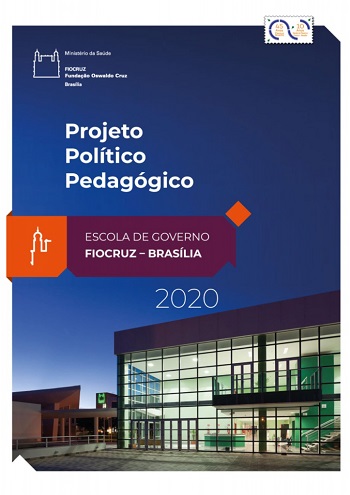 Ministério da Saúde
FIOCRUZ
Fundação Oswaldo Cruz
Brasília
Projeto
Político
Pedagógico
ESCOLA DE GOVERNO
FIOCRUZ – BRASÍLIA
2020